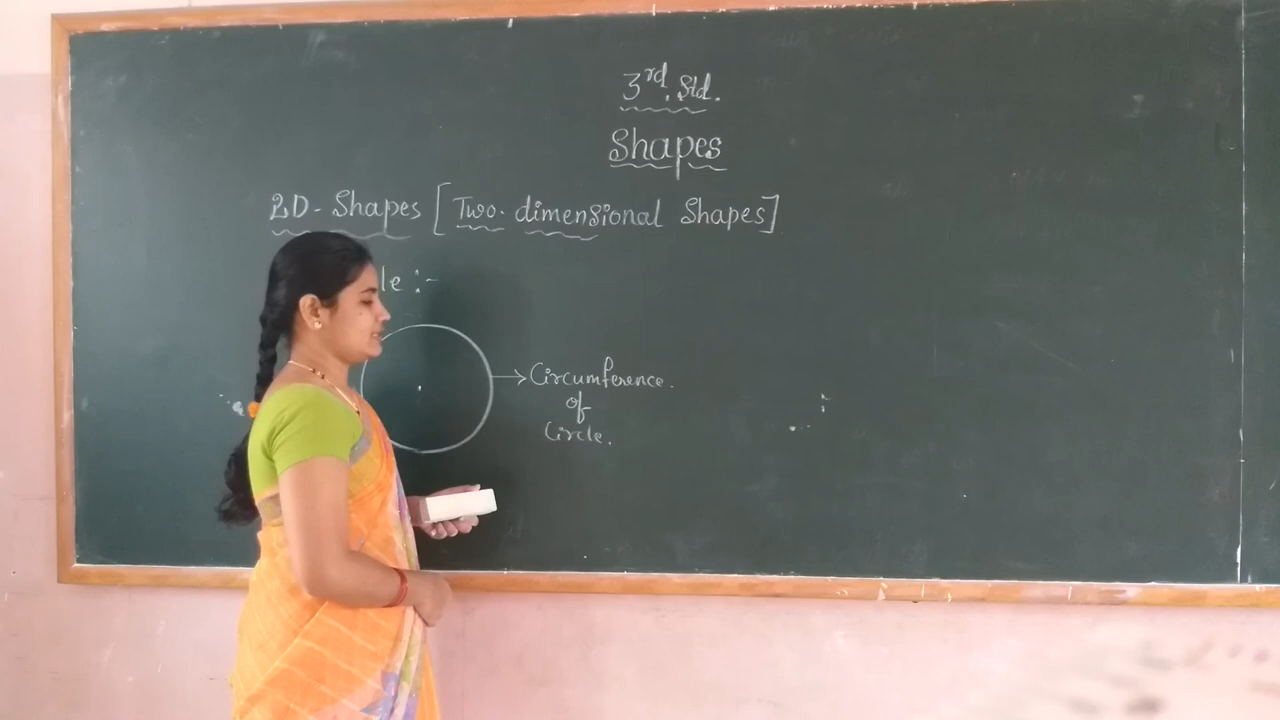 3rd. Std.
Shapes
2D- Shapes [Two-dimensional Shapes]
le :-
Circumference.
of
Circle.